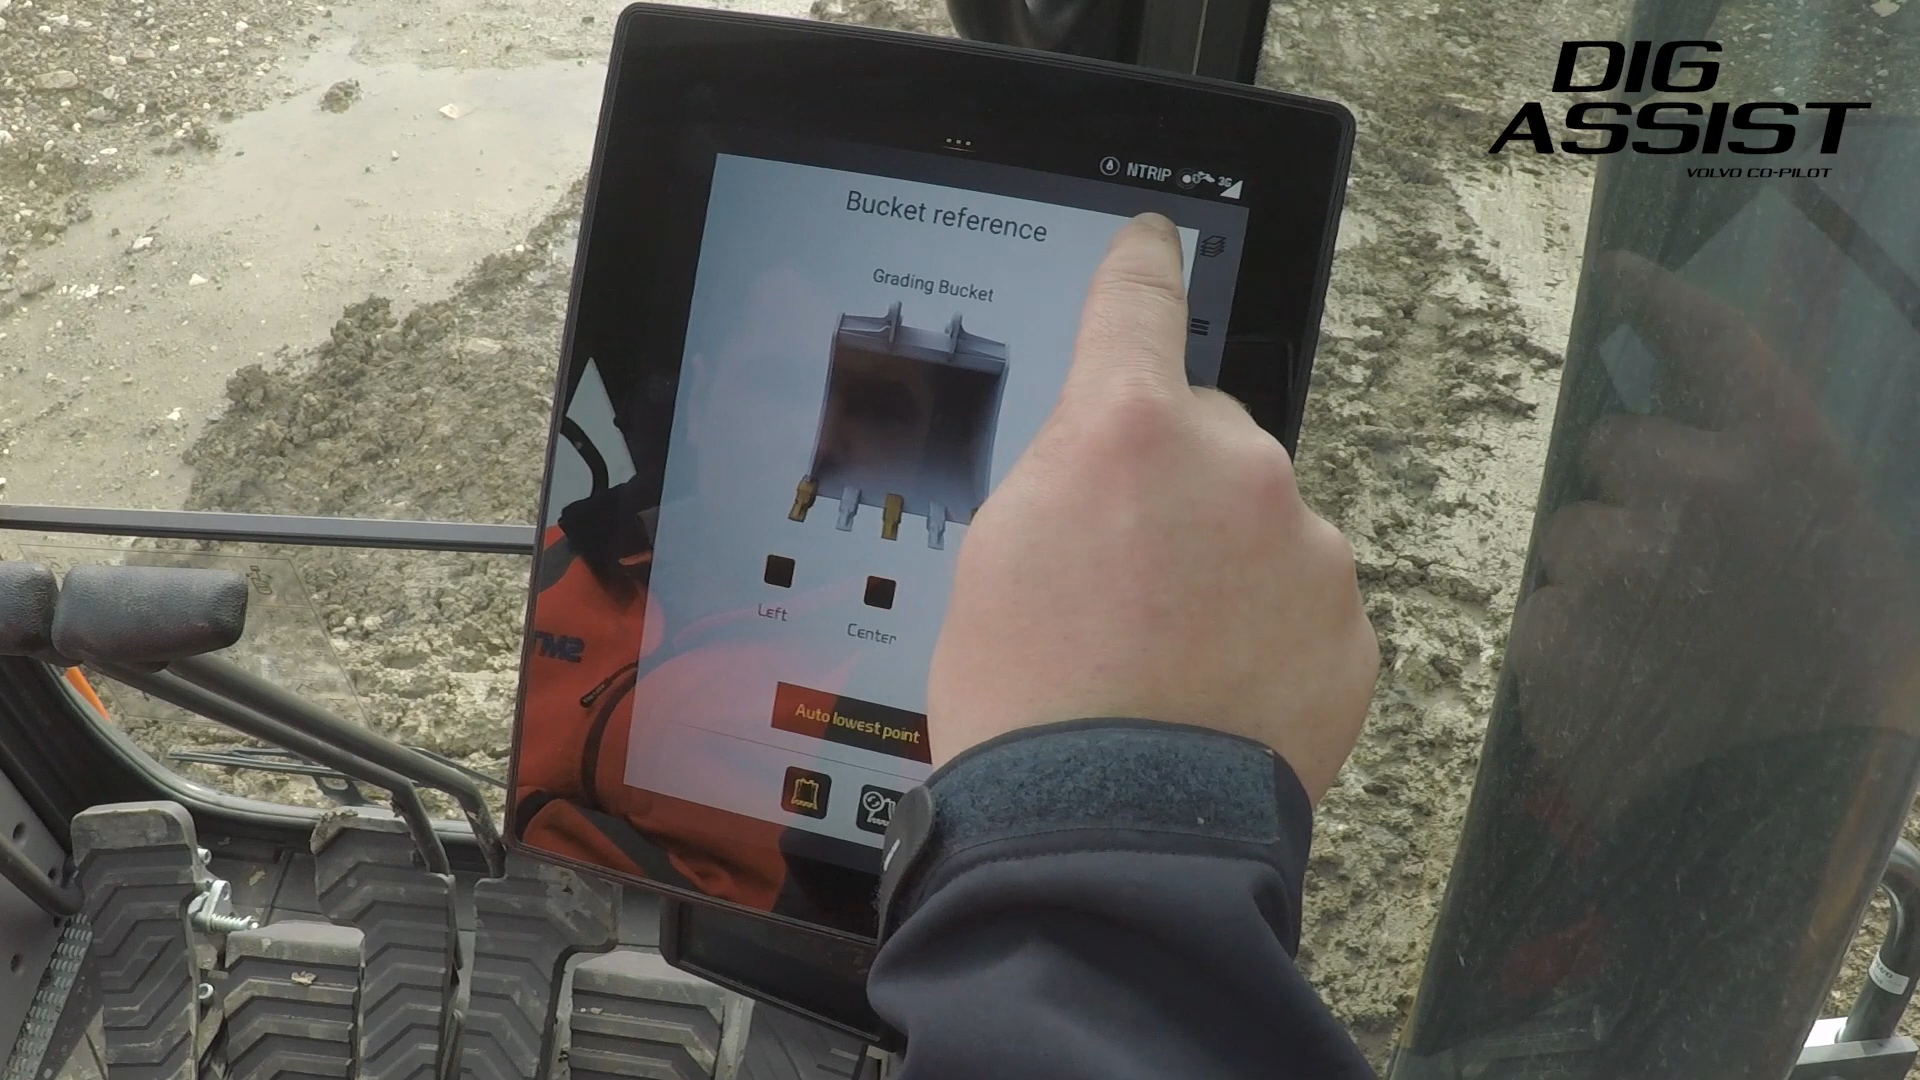 DIG
ASSIST
VOLVO CO-PILOT
NTRIP
3G
Bucket reference
Grading Bucket
Left
Center
Auto lowest point